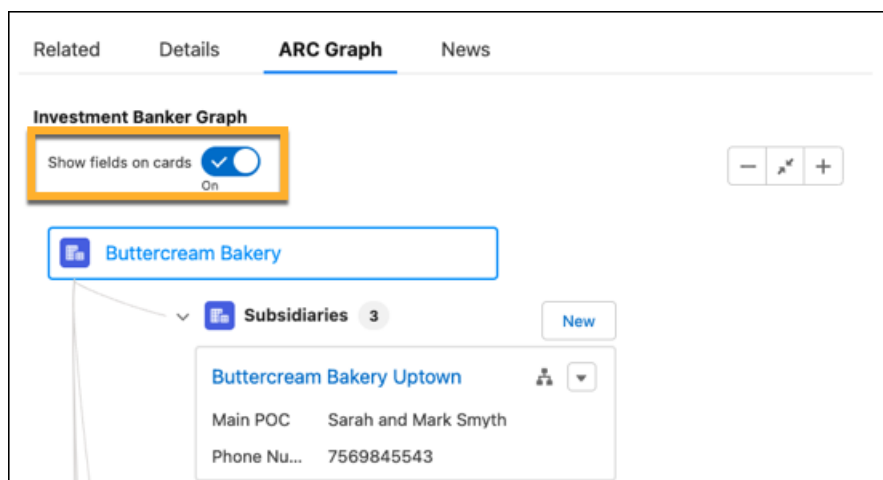 Related Details ARC Graph News
Investment Banker Graph
Show fields on cards
On
Buttercream Bakery
Subsidiaries 3 New
Buttercream Bakery Uptown
Main POC Sarah and Mark Smyth
Phone Nu... 7569845543